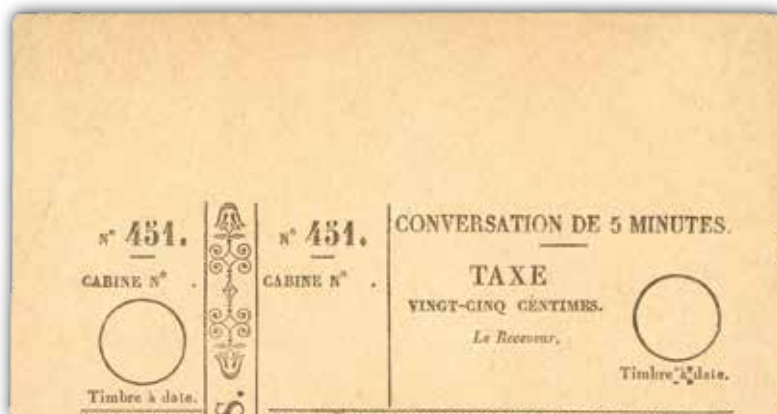 N° 451.
CABINE N° .
Timbre à date.
S.
N° 451.
CABINE N° .
CONVERSATION DE 5 MINUTES.
TAXE
VINGT-CINQ CENTIMES.
Le Receveur,
Timbre à date.